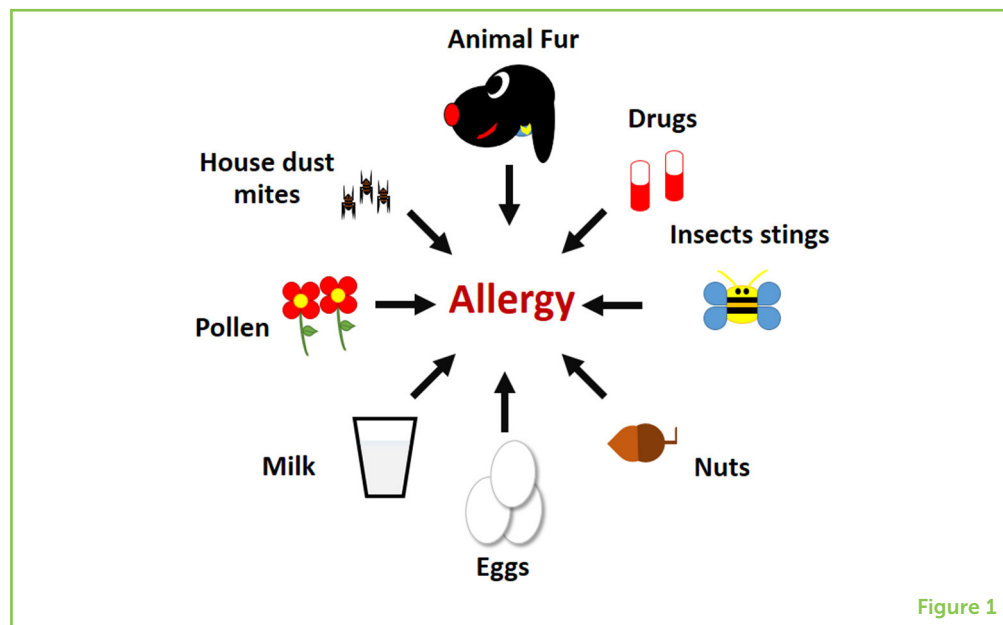 Animal Fur
Drugs
House dust
mites
Insects stings
Allergy
Pollen
Milk
Nuts
Eggs
Figure 1